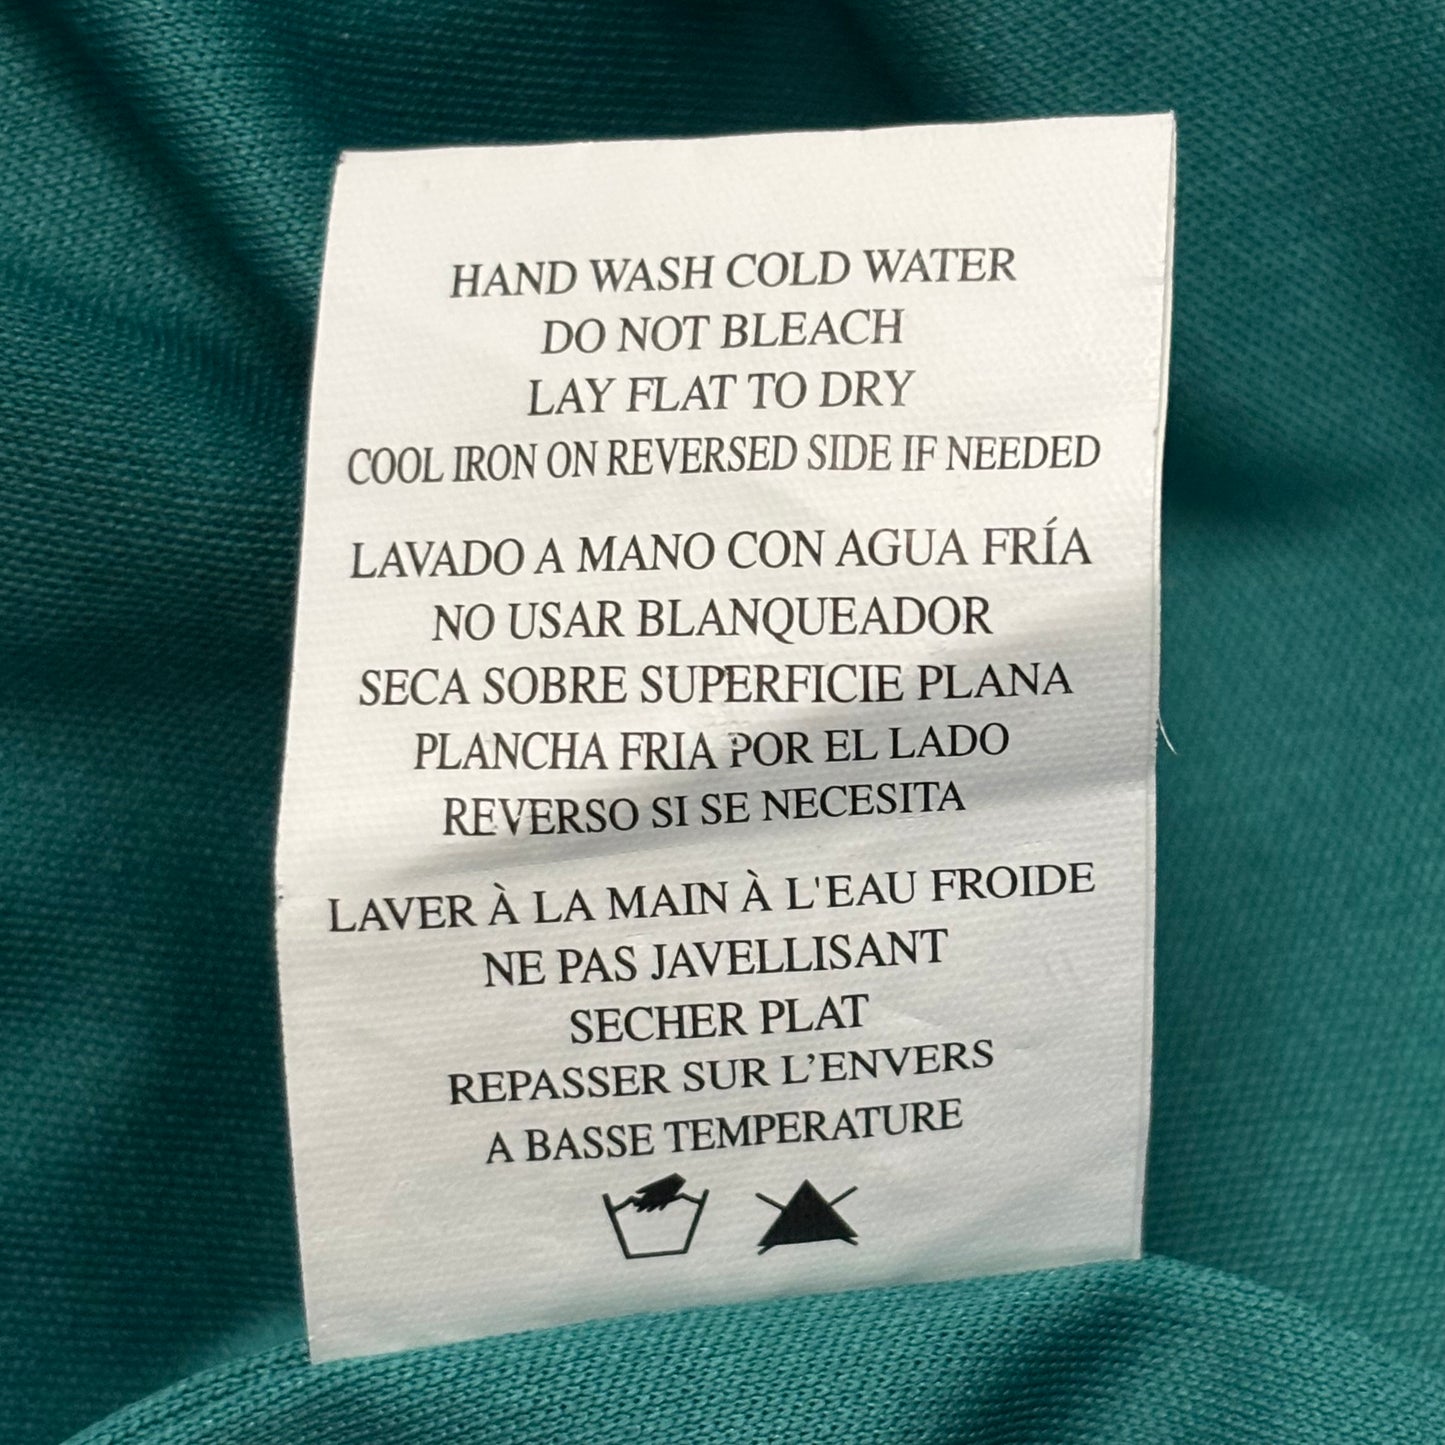 HAND WASH COLD WATER
DO NOT BLEACH
LAY FLAT TO DRY
COOL IRON ON REVERSED SIDE IF NEEDED
LAVADO A MANO CON AGUA FRÍA
NO USAR BLANQUEADOR
SECA SOBRE SUPERFICIE PLANA
PLANCHA FRIA POR EL LADO
REVERSO SI SE NECESITA
LAVER À LA MAIN À L'EAU FROIDE
NE PAS JAVELLISANT
SECHER PLAT
REPASSER SUR L’ENVERS
A BASSE TEMPERATURE